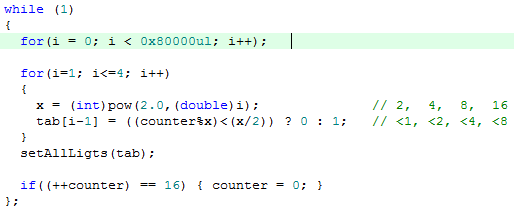 while (1)
{
for(i = 0; i < 0x80000ul; i++);
for(i=1; i<=4; i++)
{
x = (int)pow(2.0,(double)i); // 2, 4, 8, 16
tab[i-1] = ((counter%x)<(x/2)) ? 0 : 1; // <1, <2, <4, <8
}
setAllLigts(tab);
if((++counter) == 16) { counter = 0; }
};